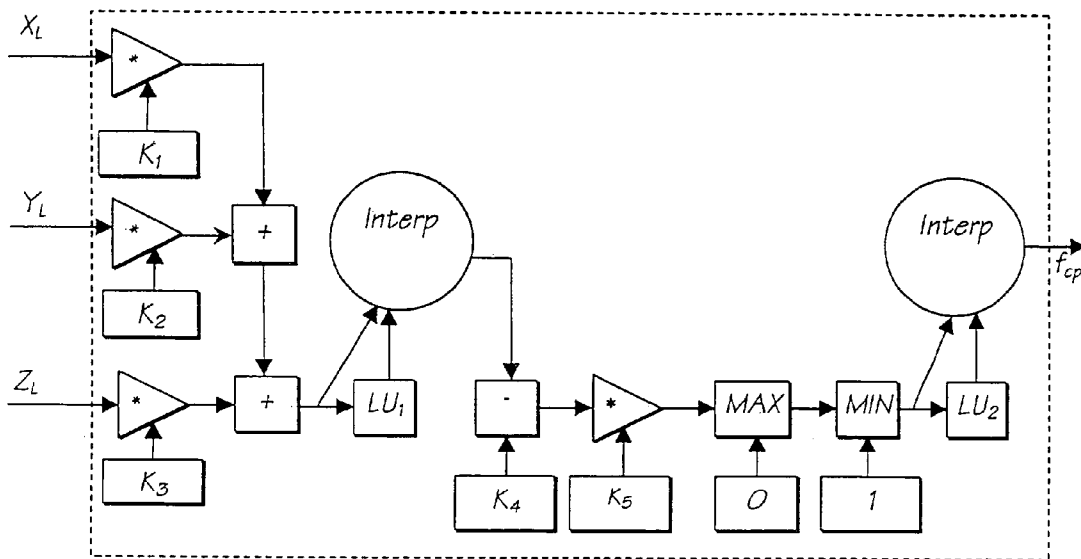 X_L
*
K_1
Y_L
*
+
K_2
Interp
Interp
f_cp
Z_L
*
+
LU_1
-
*
MAX
MIN
LU_2
K_3
K_4
K_5
0
1